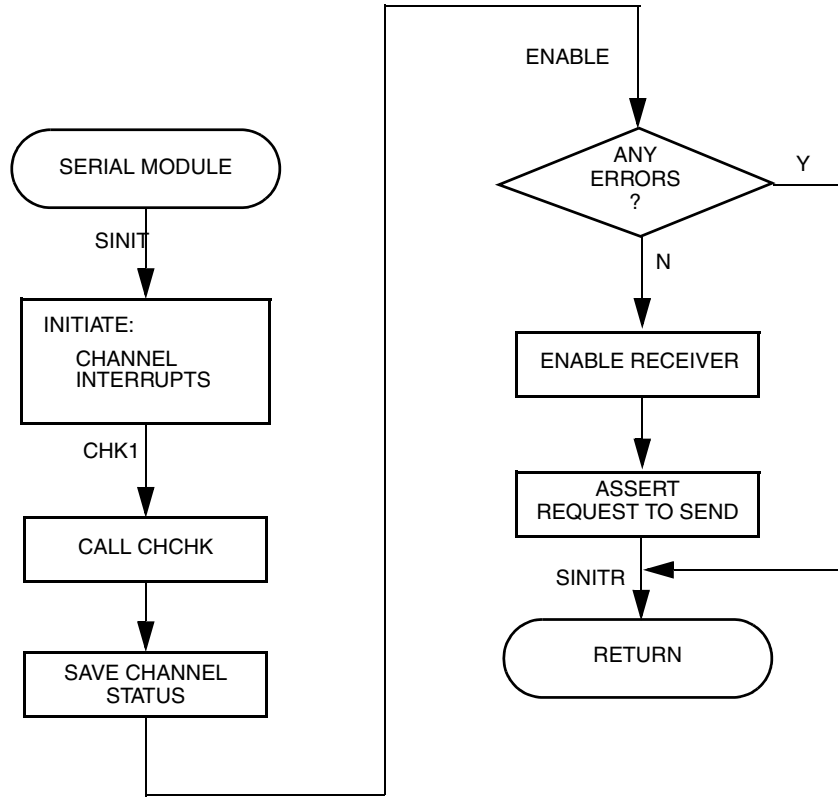 SERIAL MODULE
SINIT
INITIATE:
CHANNEL
INTERRUPTS
CHK1
CALL CHCHK
SAVE CHANNEL
STATUS
ENABLE
ANY
ERRORS
?
Y
N
ENABLE RECEIVER
ASSERT
REQUEST TO SEND
SINITR
RETURN